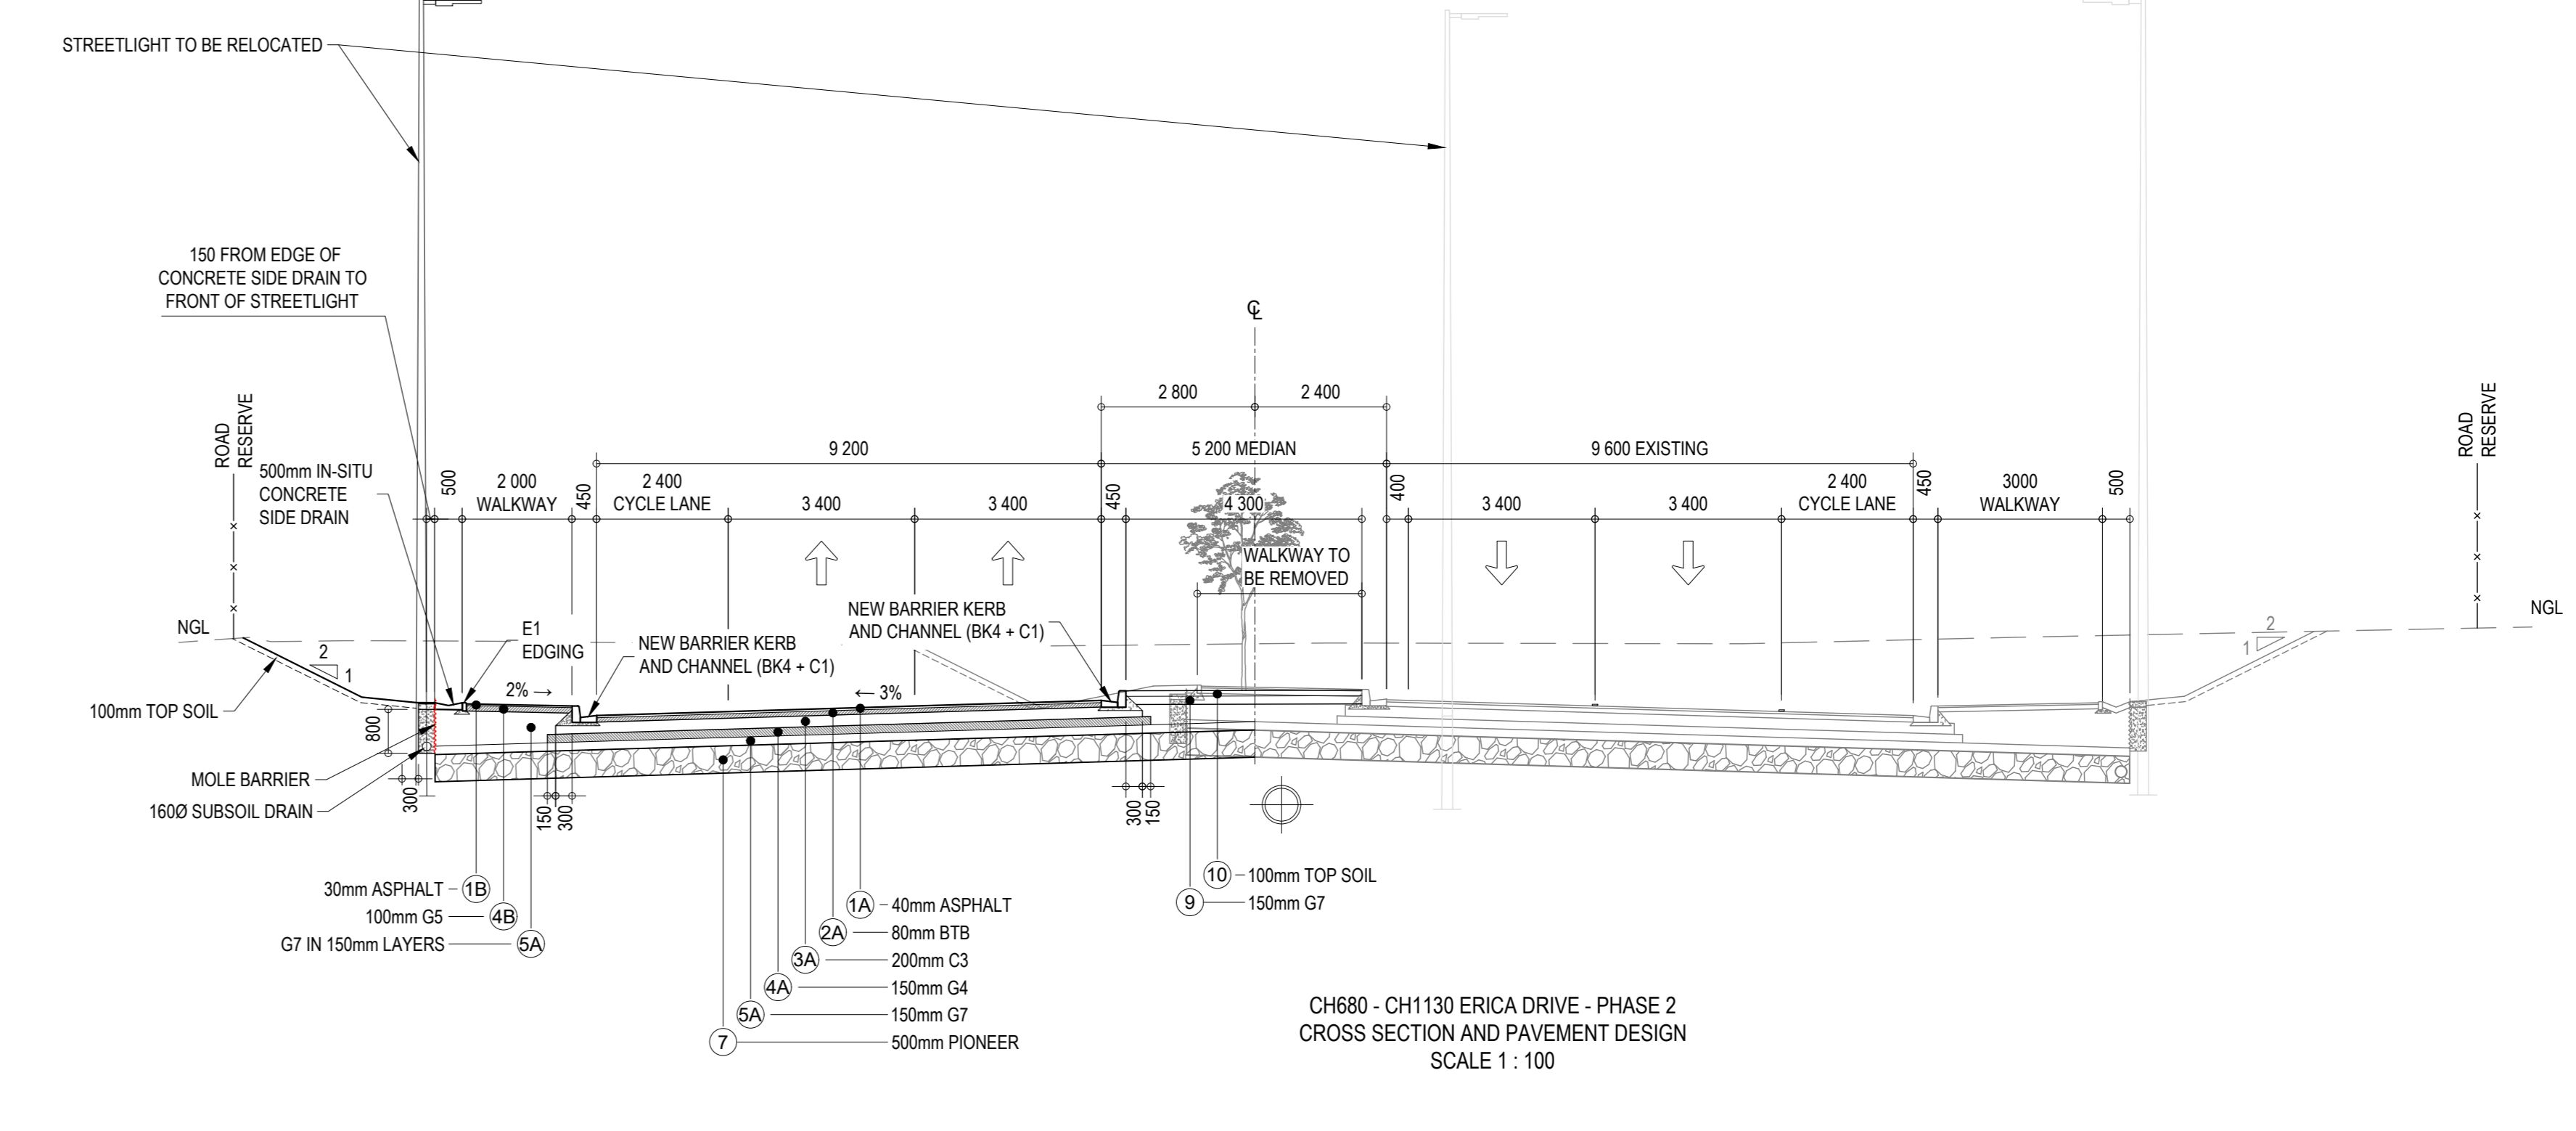 STREETLIGHT TO BE RELOCATED
150 FROM EDGE OF
CONCRETE SIDE DRAIN TO
FRONT OF STREETLIGHT
℄
2 800
2 400
ROAD
RESERVE
9 200
5 200 MEDIAN
9 600 EXISTING
ROAD
RESERVE
500mm IN-SITU
CONCRETE
SIDE DRAIN
500
2 000
WALKWAY
450
2 400
CYCLE LANE
3 400
3 400
450
4 300
400
3 400
3 400
2 400
CYCLE LANE
450
3000
WALKWAY
500
WALKWAY TO
BE REMOVED
NGL
NGL
E1
EDGING
NEW BARRIER KERB
AND CHANNEL (BK4 + C1)
NEW BARRIER KERB
AND CHANNEL (BK4 + C1)
2
1
2
1
2% →
← 3%
100mm TOP SOIL
800
MOLE BARRIER
160Ø SUBSOIL DRAIN
300
150
300
300
150
30mm ASPHALT
1B
100mm G5
4B
G7 IN 150mm LAYERS
5A
1A
40mm ASPHALT
2A
80mm BTB
3A
200mm C3
4A
150mm G4
5A
150mm G7
7
500mm PIONEER
10
100mm TOP SOIL
9
150mm G7
CH680 - CH1130 ERICA DRIVE - PHASE 2
CROSS SECTION AND PAVEMENT DESIGN
SCALE 1 : 100